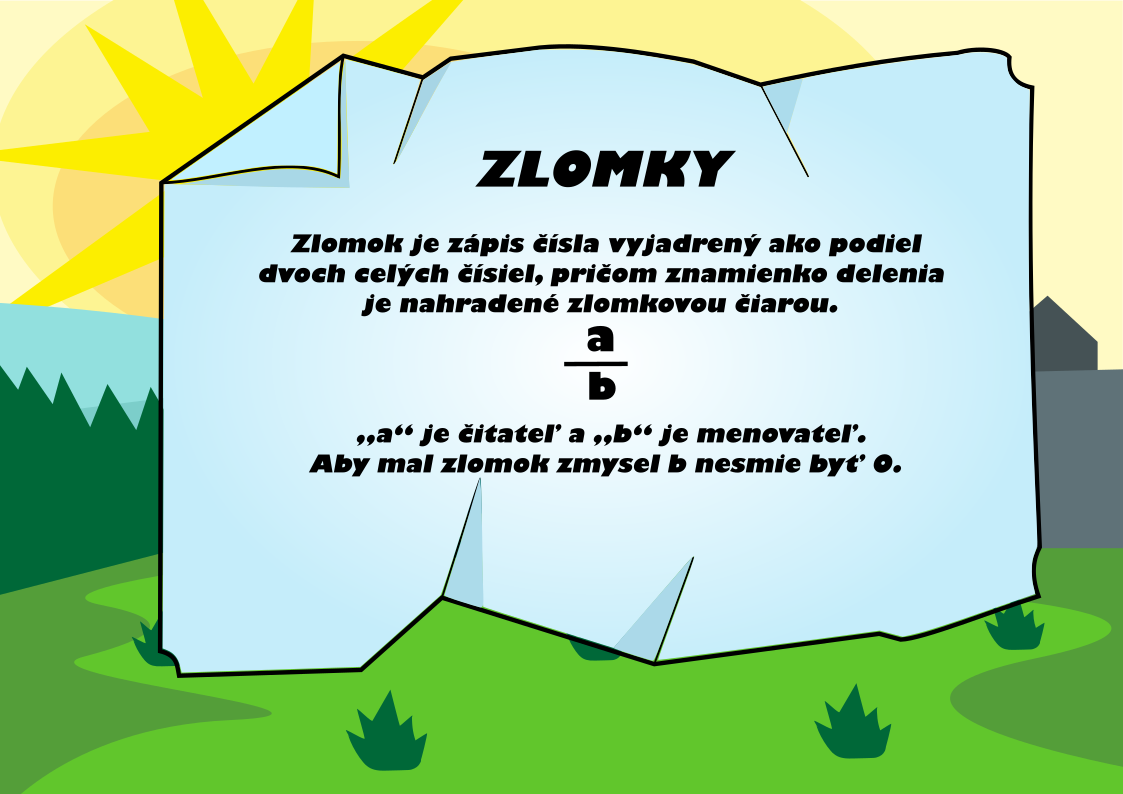 ZLOMKY
Zlomok je zápis čísla vyjadrený ako podiel
dvoch celých čísiel, pričom znamienko delenia
je nahradené zlomkovou čiarou.
a
b
„a“ je čitateľ a „b“ je menovateľ.
Aby mal zlomok zmysel b nesmie byť 0.